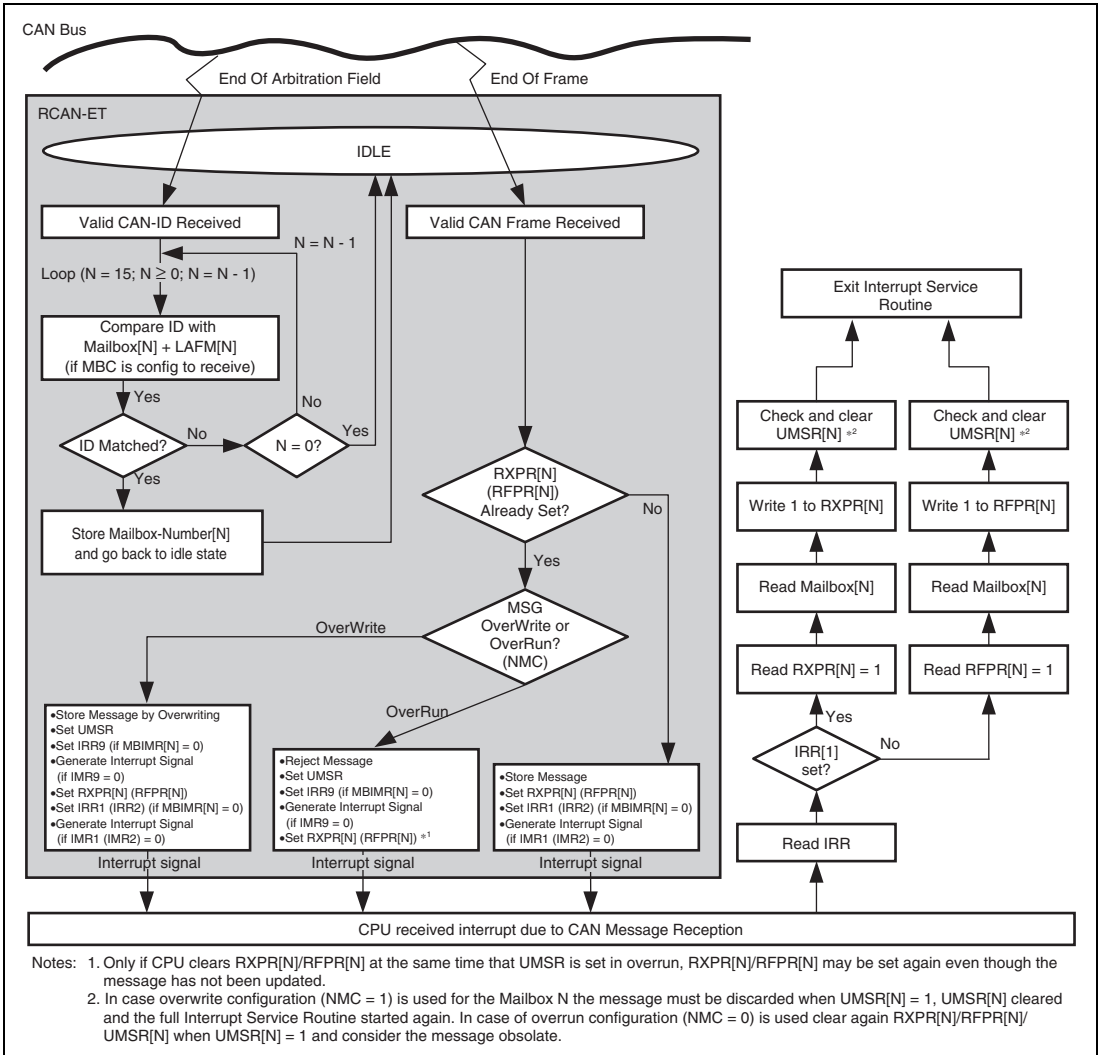 CAN Bus
End Of Arbitration Field
End Of Frame
RCAN-ET
IDLE
Valid CAN-ID Received
Valid CAN Frame Received
N = N - 1
Loop (N = 15; N ≥ 0; N = N - 1)
Compare ID with
Mailbox[N] + LAFM[N]
(if MBC is config to receive)
Yes
No
ID Matched?
No
N = 0?
Yes
Yes
Store Mailbox-Number[N]
and go back to idle state
RXPR[N]
(RFPR[N])
Already Set?
No
Yes
MSG
OverWrite or
OverRun?
(NMC)
OverWrite
OverRun
•Store Message by Overwriting
•Set UMSR
•Set IRR9 (if MBIMR[N] = 0)
•Generate Interrupt Signal
(if IMR9 = 0)
•Set RXPR[N] (RFPR[N])
•Set IRR1 (IRR2) (if MBIMR[N] = 0)
•Generate Interrupt Signal
(if IMR1 (IMR2) = 0)
•Reject Message
•Set UMSR
•Set IRR9 (if MBIMR[N] = 0)
•Generate Interrupt Signal
(if IMR9 = 0)
•Set RXPR[N] (RFPR[N]) *1
•Store Message
•Set RXPR[N] (RFPR[N])
•Set IRR1 (IRR2) (if MBIMR[N] = 0)
•Generate Interrupt Signal
(if IMR1 (IMR2) = 0)
Interrupt signal
Interrupt signal
Interrupt signal
Exit Interrupt Service
Routine
Check and clear
UMSR[N] *2
Check and clear
UMSR[N] *2
Write 1 to RXPR[N]
Write 1 to RFPR[N]
Read Mailbox[N]
Read Mailbox[N]
Read RXPR[N] = 1
Read RFPR[N] = 1
Yes
IRR[1]
set?
No
Read IRR
CPU received interrupt due to CAN Message Reception
Notes: 1. Only if CPU clears RXPR[N]/RFPR[N] at the same time that UMSR is set in overrun, RXPR[N]/RFPR[N] may be set again even though the
message has not been updated.
2. In case overwrite configuration (NMC = 1) is used for the Mailbox N the message must be discarded when UMSR[N] = 1, UMSR[N] cleared
and the full Interrupt Service Routine started again. In case of overrun configuration (NMC = 0) is used clear again RXPR[N]/RFPR[N]/
UMSR[N] when UMSR[N] = 1 and consider the message obsolate.